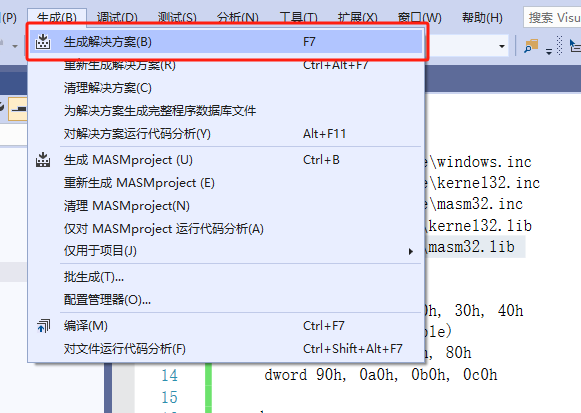 (P) 生成(B) 调试(D) 测试(S) 分析(N) 工具(T) 扩展(X) 窗口(W) 帮助(H) 搜索 Visu
生成解决方案(B) F7
重新生成解决方案(R) Ctrl+Alt+F7
清理解决方案(C)
为解决方案生成完整程序数据库文件
对解决方案运行代码分析(Y) Alt+F11
生成 MASMproject (U) Ctrl+B
e\windows.inc
重新生成 MASMproject (E)
e\kernel32.inc
清理 MASMproject(N)
e\masm32.inc
仅对 MASMproject 运行代码分析(A)
\kernel32.lib
仅用于项目(J)
\masm32.lib
批生成(T)...
配置管理器(O)...
0h, 30h, 40h
编译(M) Ctrl+F7
ble)
对文件运行代码分析(F) Ctrl+Shift+Alt+F7
, 80h
14 dword 90h, 0a0h, 0b0h, 0c0h
15